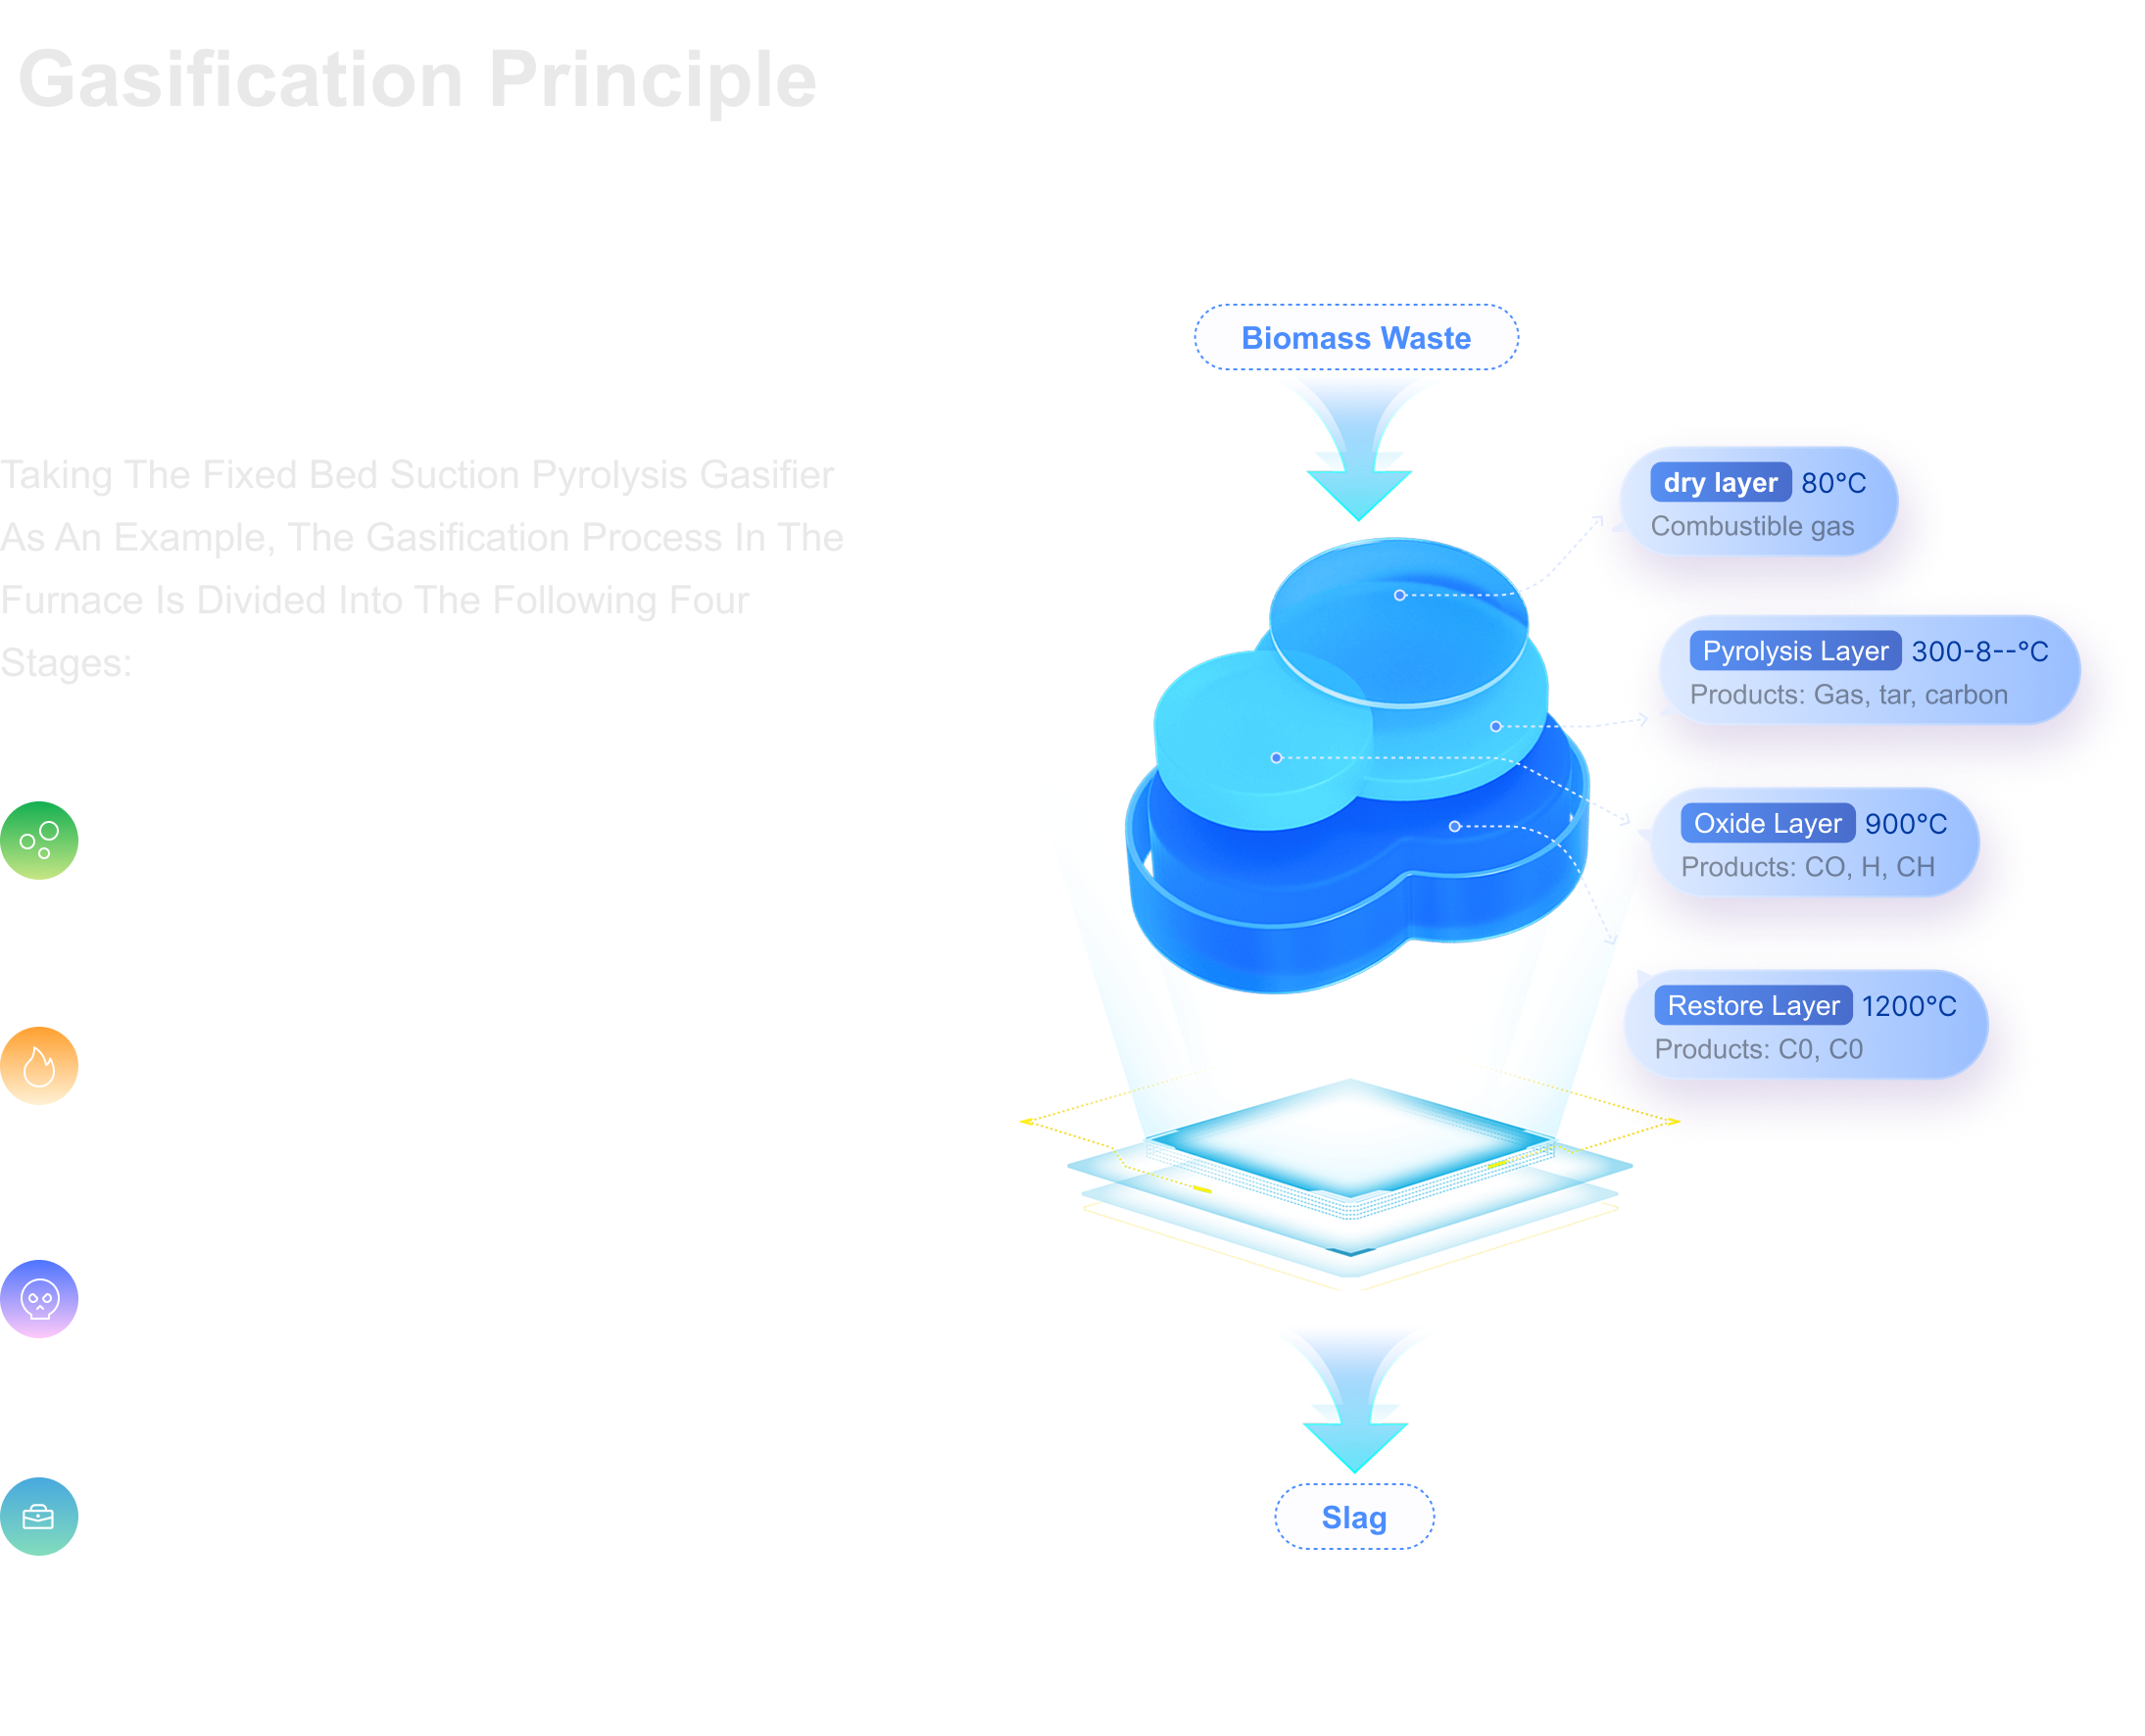 Gasification Principle
Taking The Fixed Bed Suction Pyrolysis Gasifier
As An Example, The Gasification Process In The
Furnace Is Divided Into The Following Four
Stages:
Biomass Waste
dry layer 80°C
Combustible gas
Pyrolysis Layer 300-8--°C
Products: Gas, tar, carbon
Oxide Layer 900°C
Products: CO, H, CH
Restore Layer 1200°C
Products: C0, C0
Slag